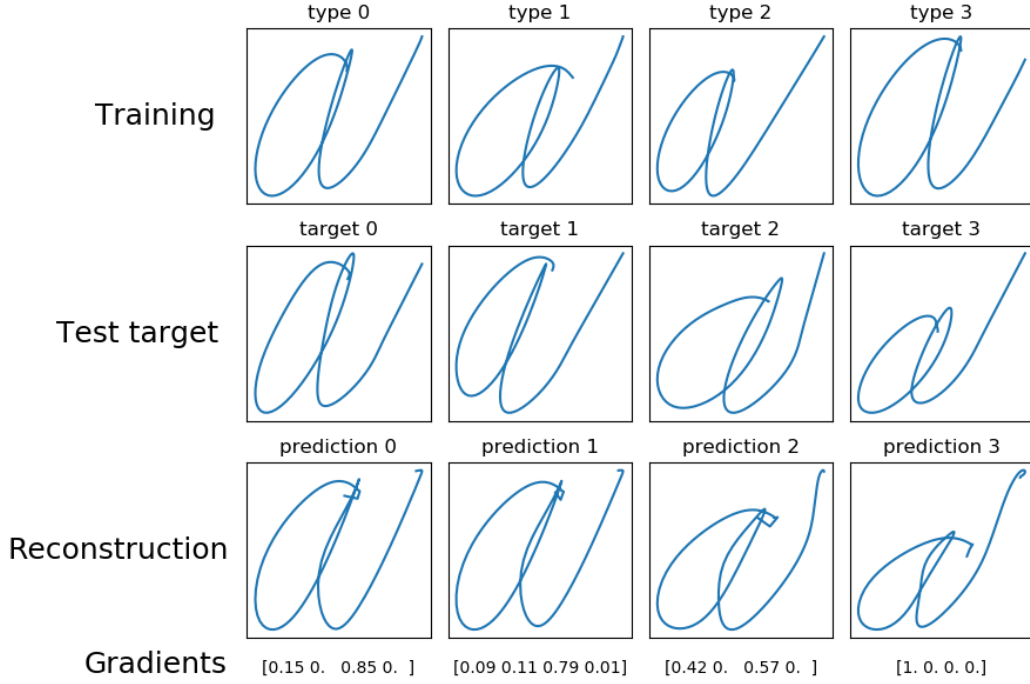 type 0 type 1 type 2 type 3
Training
target 0 target 1 target 2 target 3
Test target
prediction 0 prediction 1 prediction 2 prediction 3
Reconstruction
Gradients [0.15 0. 0.85 0. ] [0.09 0.11 0.79 0.01] [0.42 0. 0.57 0. ] [1. 0. 0. 0.]